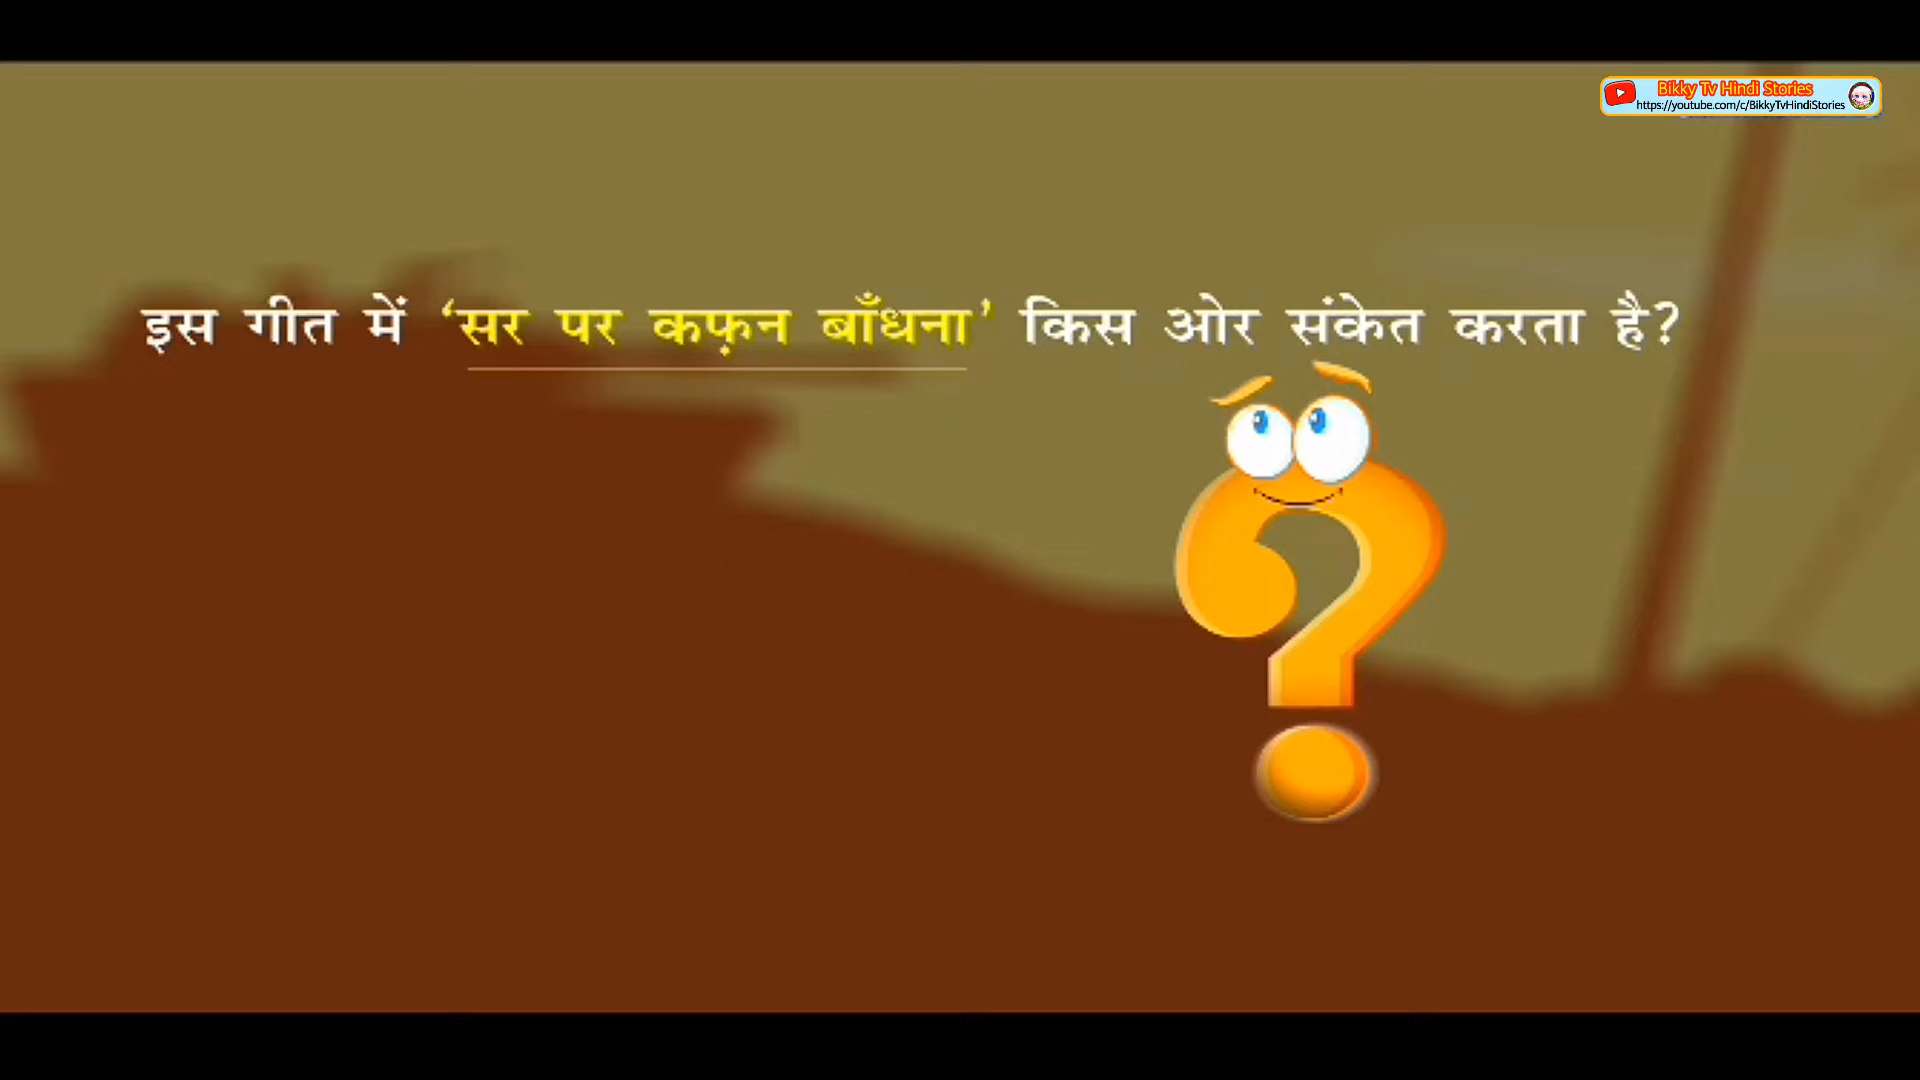 Bikky Tv Hindi Stories
https://youtube.com/c/BikkyTvHindiStories
इस गीत में ‘सर पर कफ़न बाँधना’ किस ओर संकेत करता है?